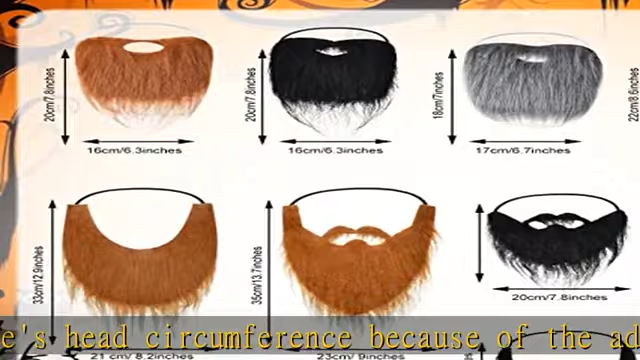 20cm/7.8inches
16cm/6.3inches
20cm/7.8inches
16cm/6.3inches
18cm/7inches
17cm/6.7inches
22cm/8.6inches
33cm/12.9inches
35cm/13.7inches
20cm/7.8inches
e's head circumference because of the ad
21 cm/ 8.2inches
23cm/ 9inches